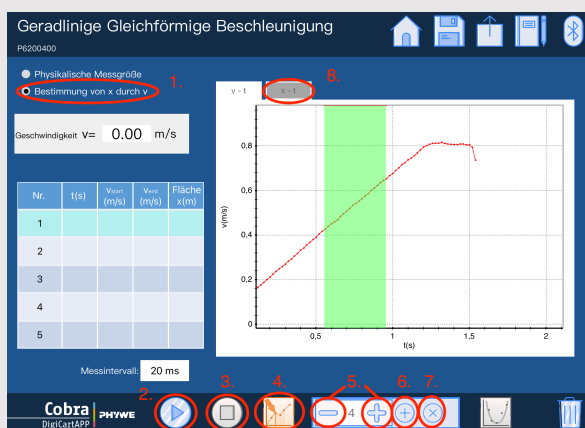 Geradlinige Gleichförmige Beschleunigung
P6200400
Physikalische Messgröße
1.
Bestimmung von x durch v
8.
v - t
x - t
Geschwindigkeit v= 0.00 m/s
Nr. t(s) Vstart (m/s) Vend (m/s) Fläche x(m)
1
2
3
4
5
v(m/s)
0,8
0,6
0,4
0,2
0
0,5 1 1,5 2
t(s)
Messintervall: 20 ms
2. 3. 4. 5. 6. 7.
4
Cobra
DigiCartAPP
PHYWE